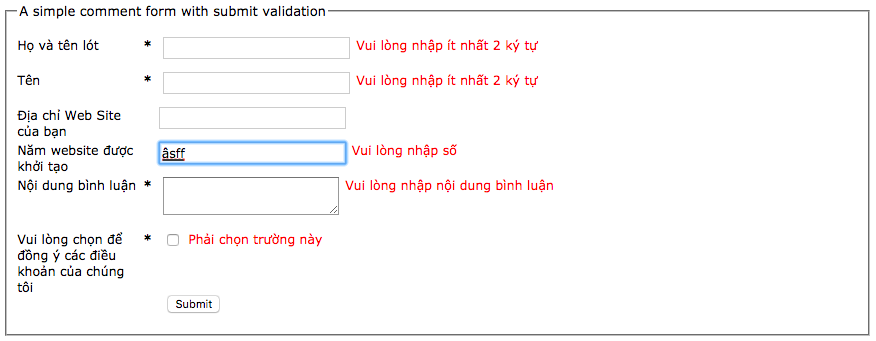 A simple comment form with submit validation
Họ và tên lót * Vui lòng nhập ít nhất 2 ký tự
Tên * Vui lòng nhập ít nhất 2 ký tự
Địa chỉ Web Site
của bạn
Năm website được
khởi tạo
âsff Vui lòng nhập số
Nội dung bình luận * Vui lòng nhập nội dung bình luận
Vui lòng chọn để
đồng ý các điều
khoản của chúng
tôi
* Phải chọn trường này
Submit